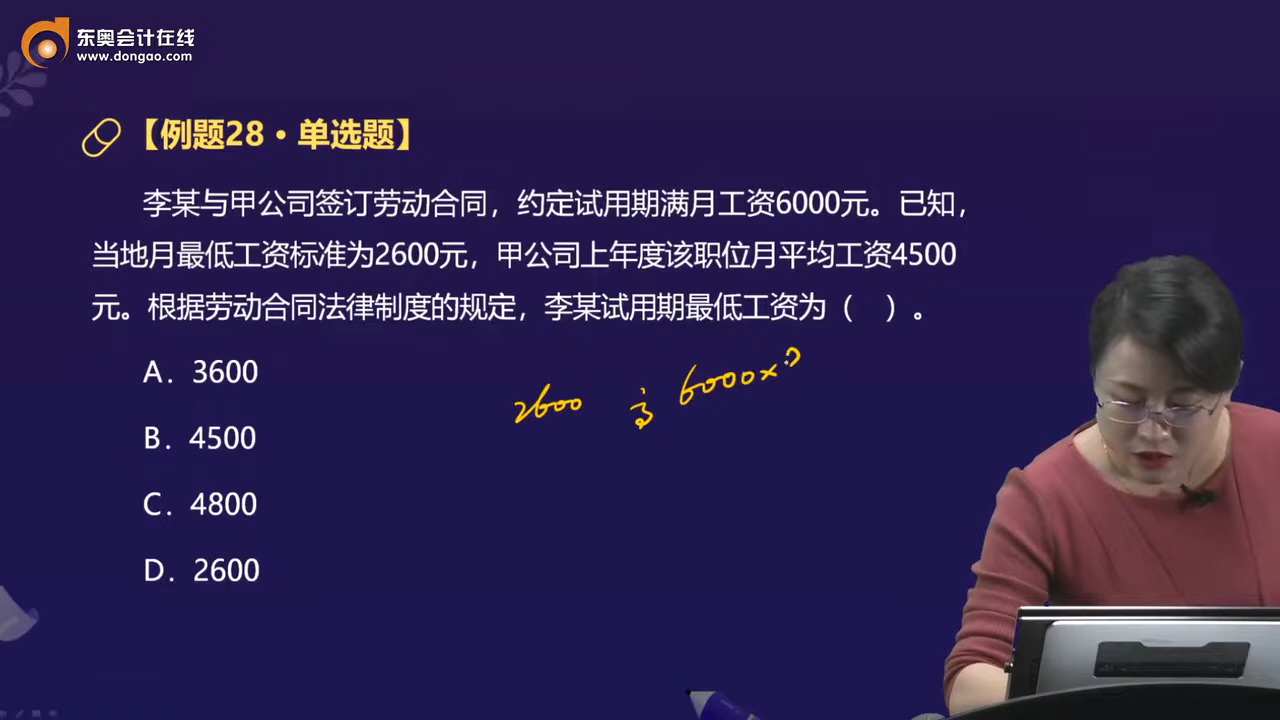 东奥会计在线
www.dongao.com
【例题28·单选题】
李某与甲公司签订劳动合同，约定试用期满月工资6000元。已知，
当地月最低工资标准为2600元，甲公司上年度该职位月平均工资4500
元。根据劳动合同法律制度的规定，李某试用期最低工资为（ ）。
A．3600
B．4500
C．4800
D．2600
2600 6000×